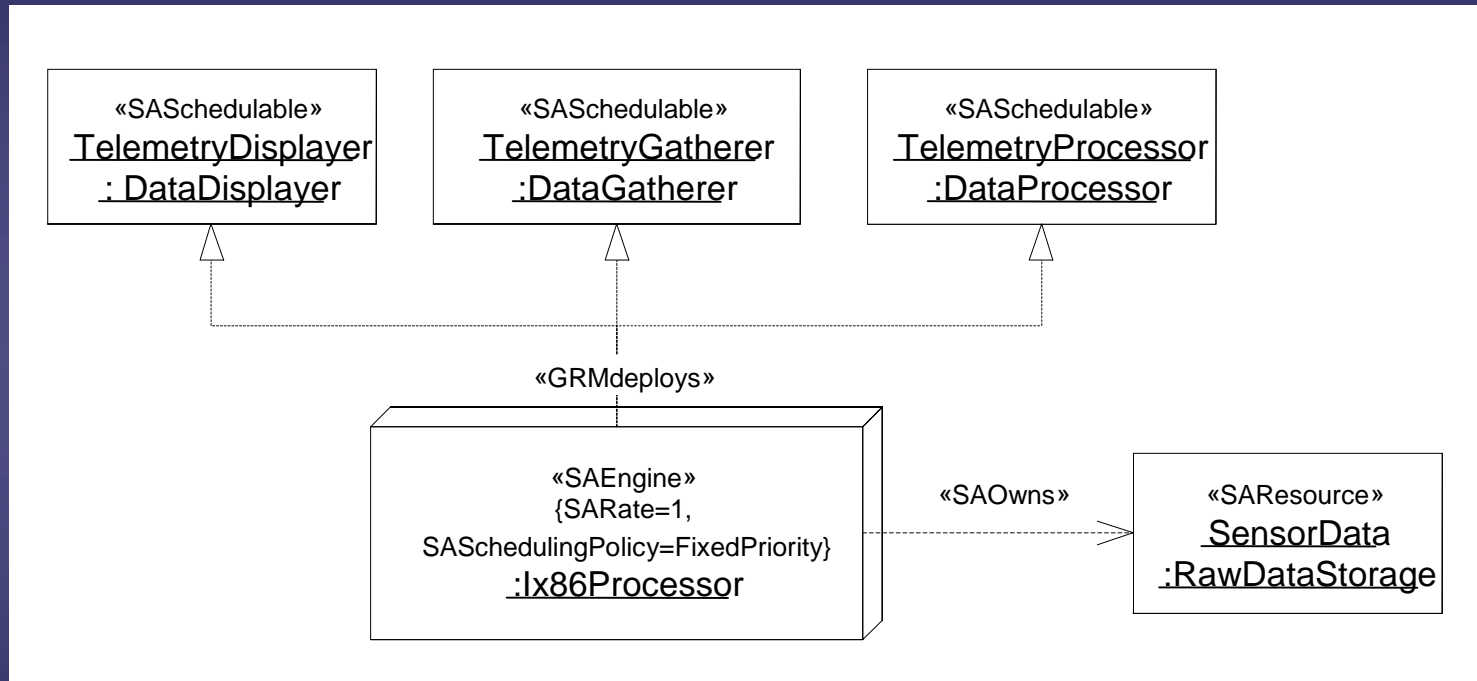 «SASchedulable»
TelemetryDisplayer
: DataDisplayer
«SASchedulable»
TelemetryGatherer
:DataGatherer
«SASchedulable»
TelemetryProcessor
:DataProcessor
«GRMdeploys»
«SAEngine»
{SARate=1,
SASchedulingPolicy=FixedPriority}
:Ix86Processor
«SAOwns»
«SAResource»
SensorData
:RawDataStorage